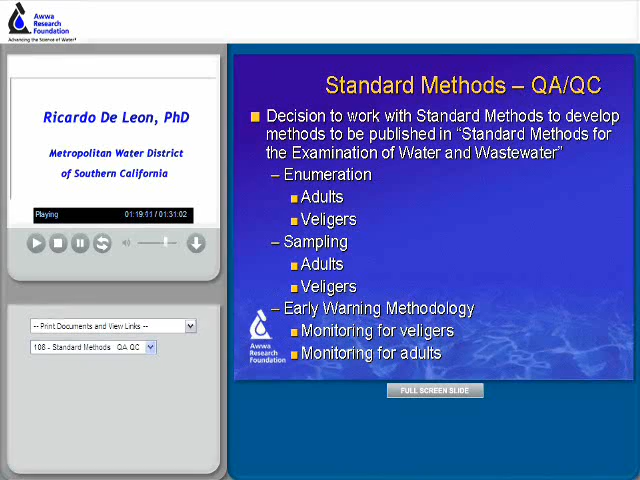 Awwa
Research
Foundation
Advancing the Science of Water®
Ricardo De Leon, PhD
Metropolitan Water District
of Southern California
Playing 01:19:11 / 01:31:02
-- Print Documents and View Links --
108 - Standard Methods QA.QC
Standard Methods – QA/QC
Decision to work with Standard Methods to develop
methods to be published in “Standard Methods for
the Examination of Water and Wastewater”
– Enumeration
Adults
Veligers
– Sampling
Adults
Veligers
– Early Warning Methodology
Monitoring for veligers
Monitoring for adults
Awwa
Research
Foundation
FULL SCREEN SLIDE